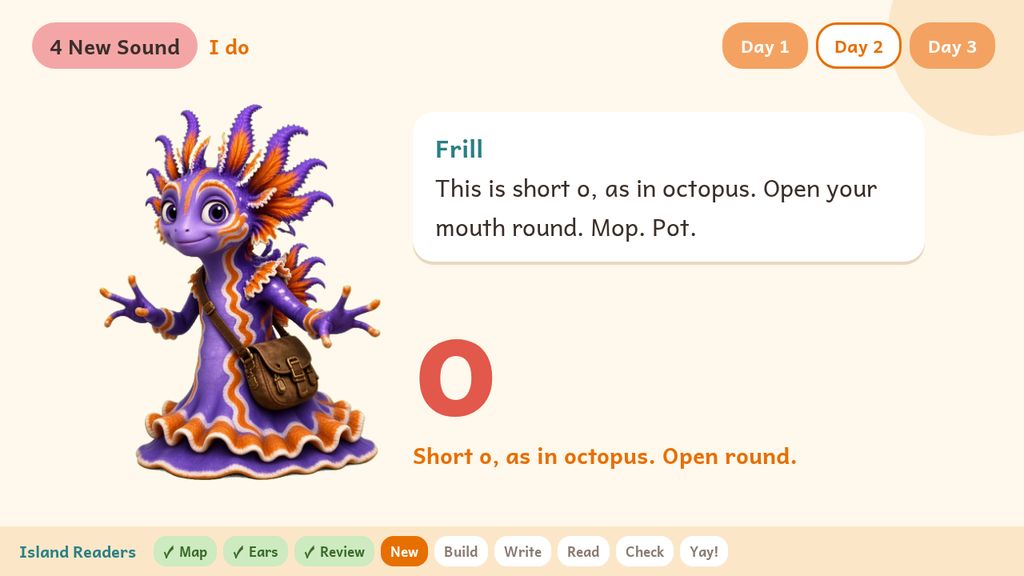 4 New Sound
I do
Day 1
Day 2
Day 3
Frill
This is short o, as in octopus. Open your
mouth round. Mop. Pot.
o
Short o, as in octopus. Open round.
Island Readers
✓ Map
✓ Ears
✓ Review
New
Build
Write
Read
Check
Yay!